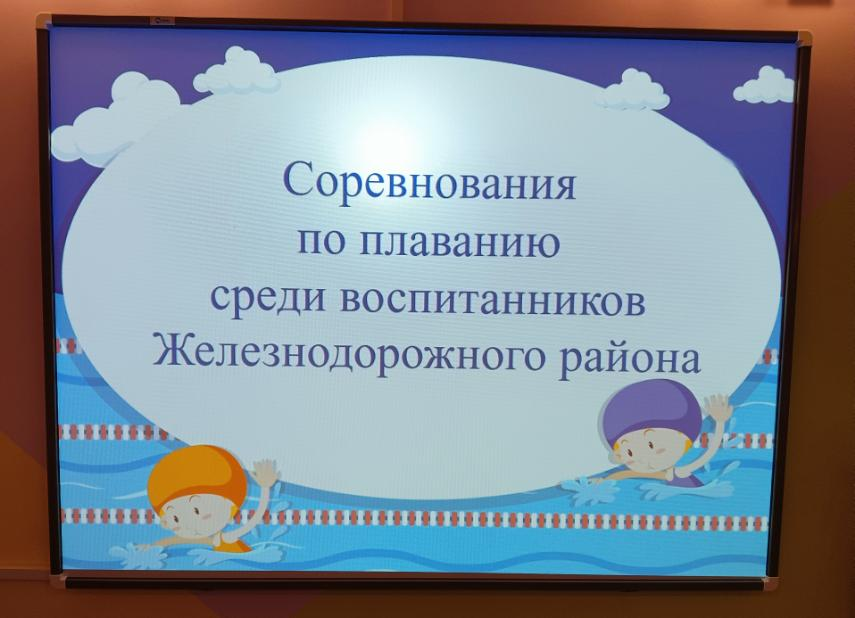 Соревнования
по плаванию
среди воспитанников
Железнодорожного района